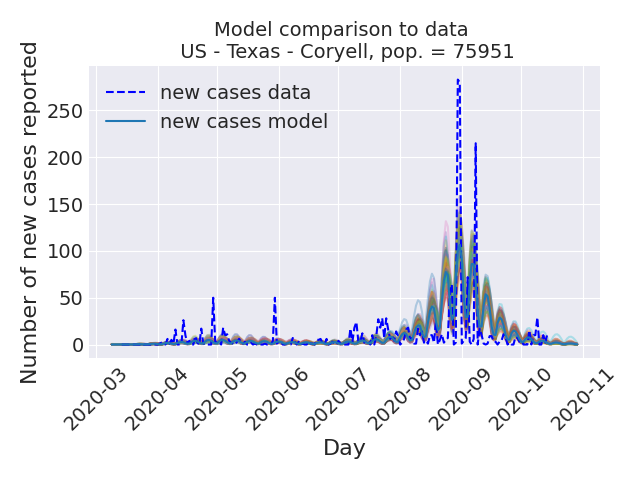 Model comparison to data
US - Texas - Coryell, pop. = 75951
Number of new cases reported
new cases data
new cases model
250
200
150
100
50
0
2020-03
2020-04
2020-05
2020-06
2020-07
2020-08
2020-09
2020-10
2020-11
Day